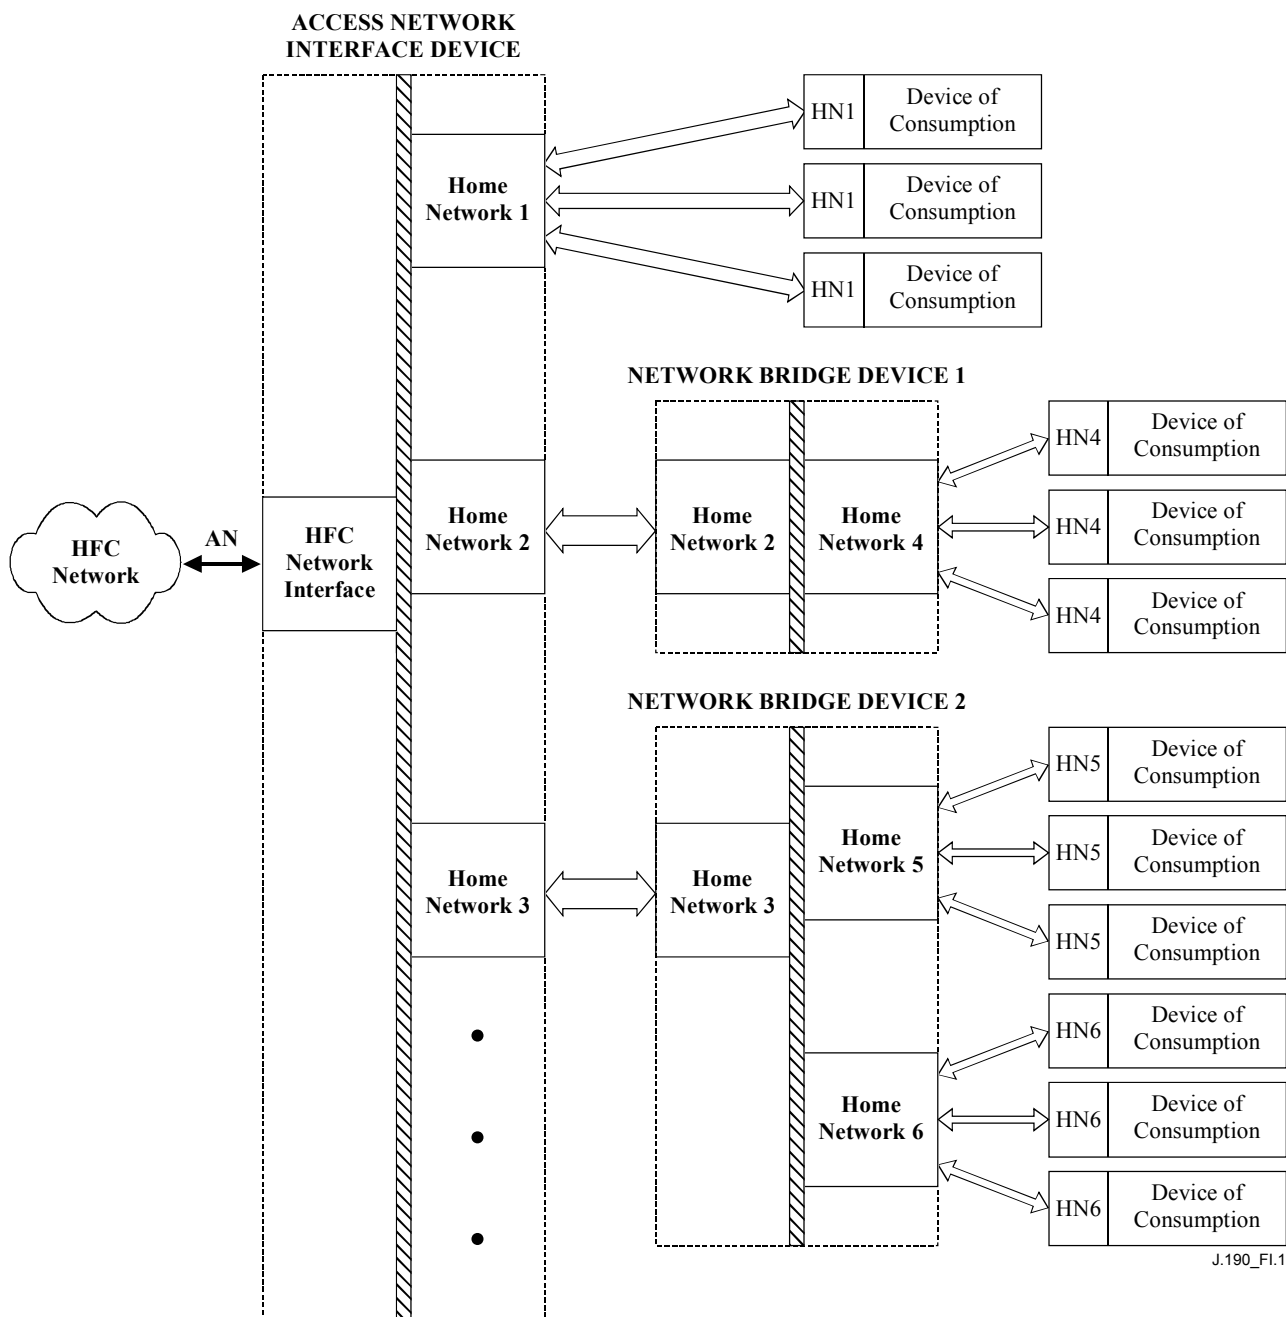 ACCESS NETWORK
INTERFACE DEVICE
Home
Network 1
HN1
Device of
Consumption
HN1
Device of
Consumption
HN1
Device of
Consumption
NETWORK BRIDGE DEVICE 1
HFC
Network
AN
HFC
Network
Interface
Home
Network 2
Home
Network 2
Home
Network 4
HN4
Device of
Consumption
HN4
Device of
Consumption
HN4
Device of
Consumption
NETWORK BRIDGE DEVICE 2
Home
Network 3
Home
Network 3
Home
Network 5
HN5
Device of
Consumption
HN5
Device of
Consumption
HN5
Device of
Consumption
Home
Network 6
HN6
Device of
Consumption
HN6
Device of
Consumption
HN6
Device of
Consumption
J.190_FI.1